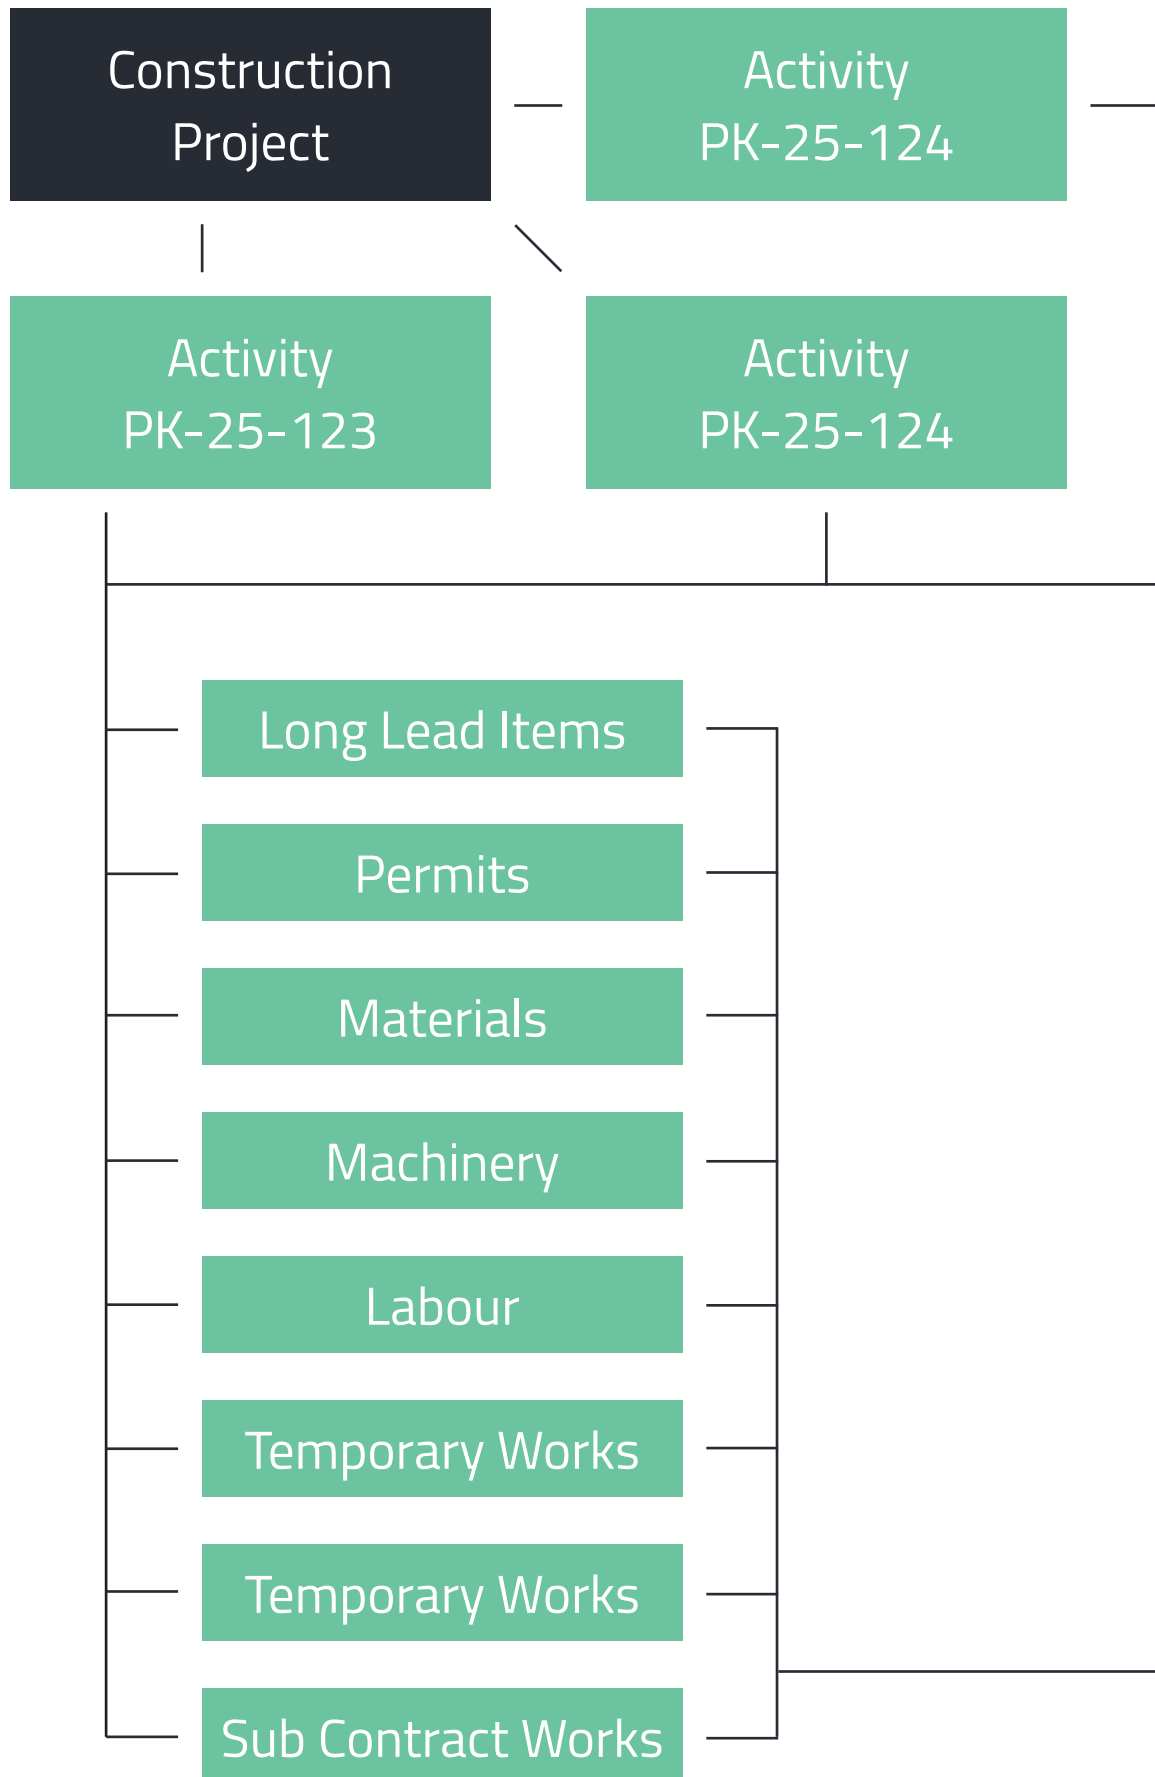 Construction
Project
Activity
PK-25-124
Activity
PK-25-123
Activity
PK-25-124
Long Lead Items
Permits
Materials
Machinery
Labour
Temporary Works
Temporary Works
Sub Contract Works